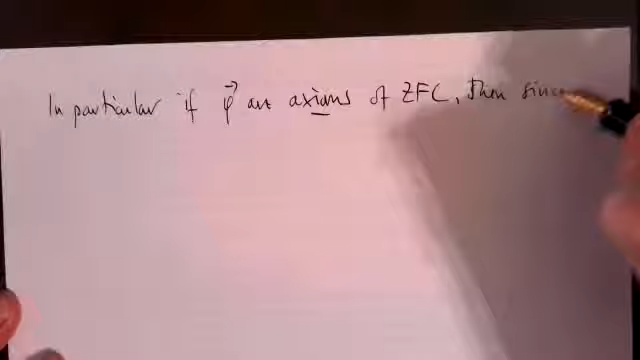 In particular if φ⃗ are axioms of ZFC, then since